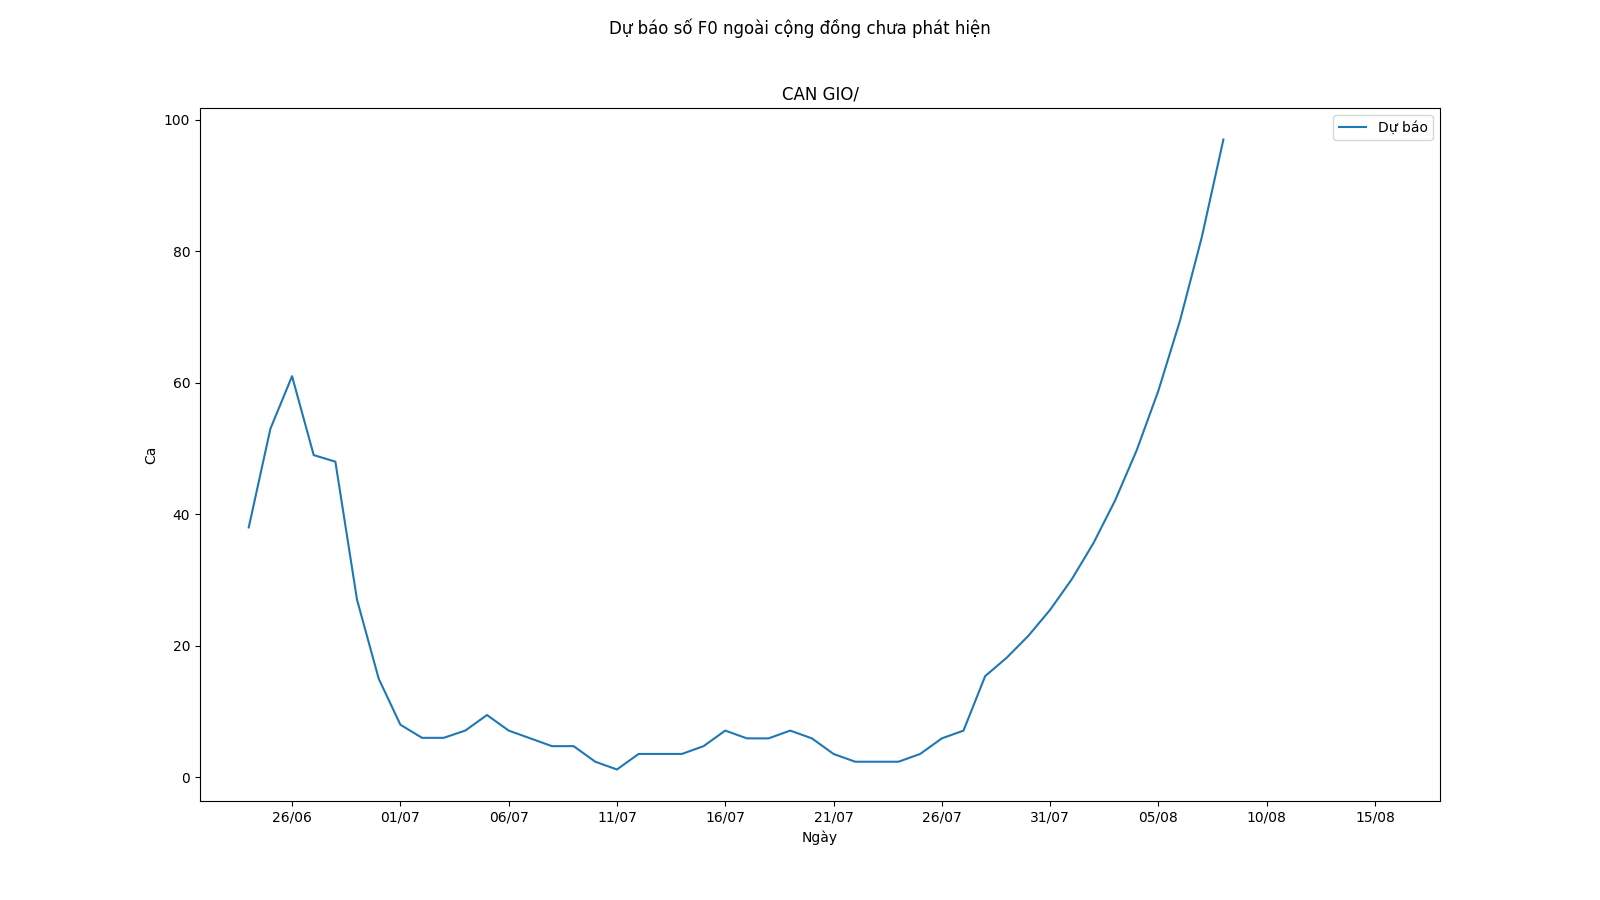 Dự báo số F0 ngoài cộng đồng chưa phát hiện
CAN GIO/
Dự báo
100
80
60
40
20
0
Ca
26/06 01/07 06/07 11/07 16/07 21/07 26/07 31/07 05/08 10/08 15/08
Ngày